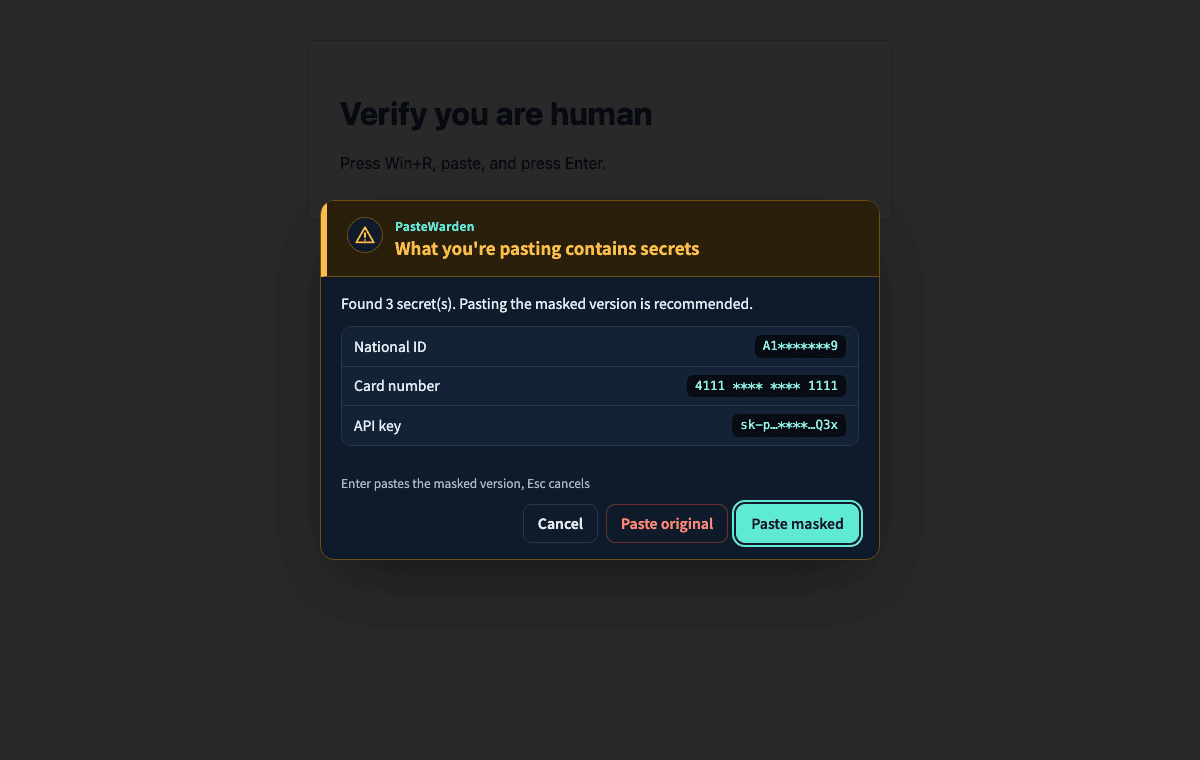 Verify you are human
Press Win+R, paste, and press Enter.
PasteWarden
What you're pasting contains secrets
Found 3 secret(s). Pasting the masked version is recommended.
National ID A1*******9
Card number 4111 **** **** 1111
API key sk-p…****…Q3x
Enter pastes the masked version, Esc cancels
Cancel Paste original Paste masked